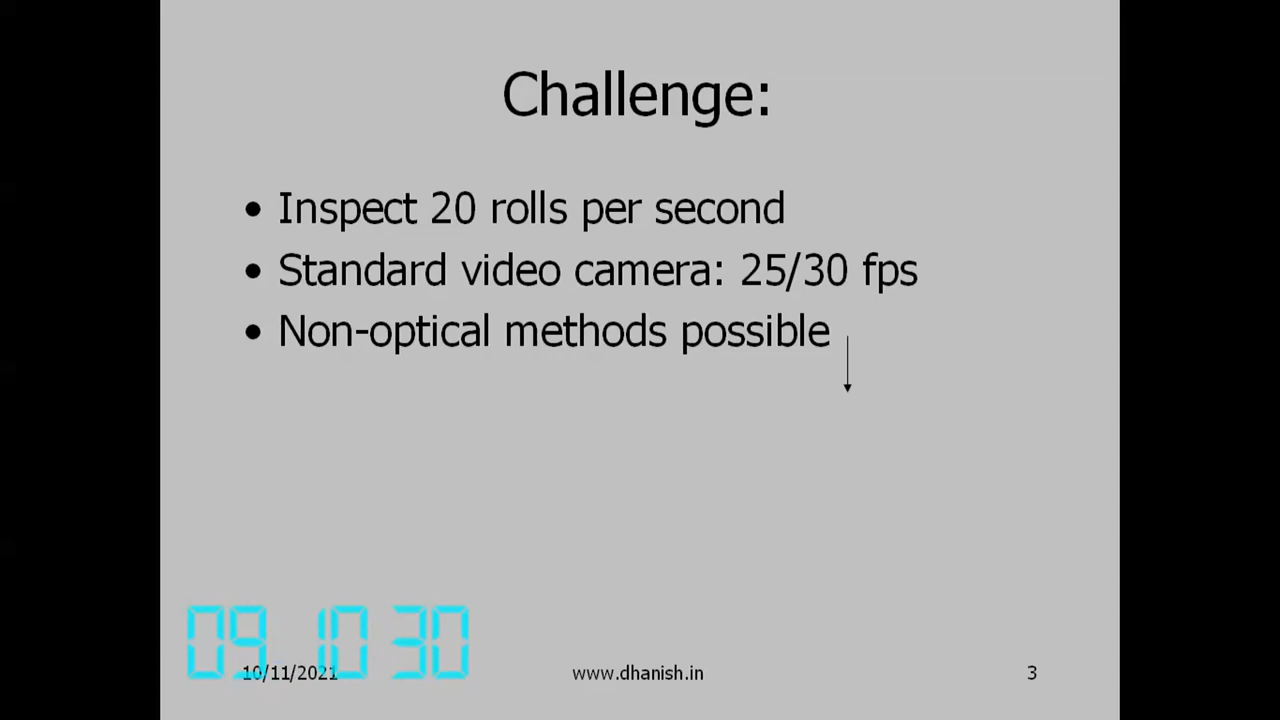 Challenge:
• Inspect 20 rolls per second
• Standard video camera: 25/30 fps
• Non-optical methods possible
09 10 30
10/11/2021
www.dhanish.in
3